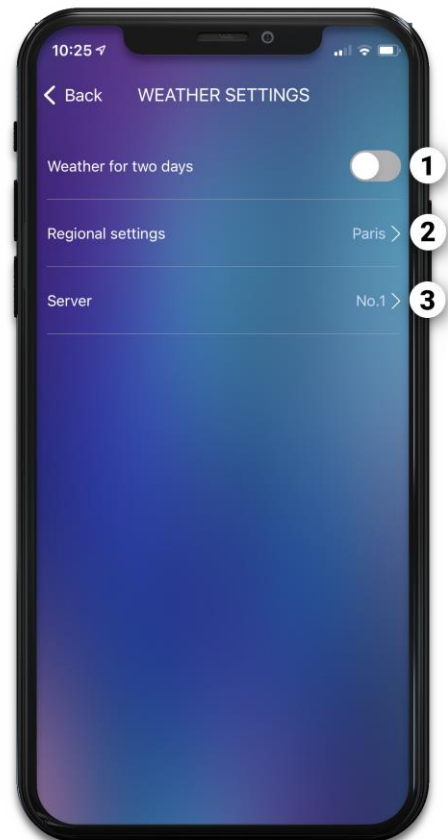 10:25
Back WEATHER SETTINGS
Weather for two days 1
Regional settings Paris 2
Server No.1 3